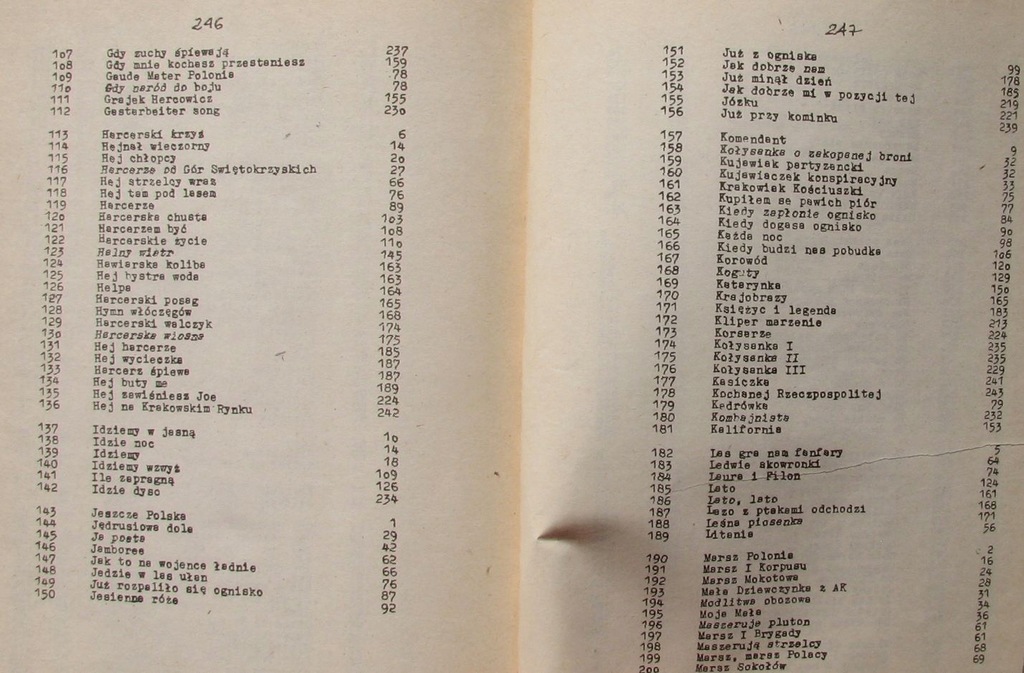 246
107 Gdy zuchy śpiewają 237
108 Gdy mnie kochasz przestaniesz 159
109 Gaude Mater Polonia 78
110 Gdy naród do boju 78
111 Grajek Harcowicz 155
112 Gastarbeiter song 230
113 Harcerski krzyż 6
114 Hejnał wieczorny 14
115 Hej chłopcy 20
116 Harcerze od Gór Swiętokrzyskich 27
117 Hej strzelcy wraz 66
118 Hej tam pod lasem 76
119 Harcerze 89
120 Harcerska chusta 103
121 Harcerzem być 108
122 Harcerskie życie 110
123 Halny wiatr 145
124 Hawiarska koliba 163
125 Hej bystra woda 163
126 Helpa 164
127 Harcerski posag 165
128 Hymn włóczęgów 168
129 Harcerski walczyk 174
130 Harcerska wiosna 175
131 Hej harcerze 185
132 Hej wycieczka 187
133 Harcerz śpiewa 187
134 Hej buty me 189
135 Hej zawiśniesz Joe 224
136 Hej na Krakowskim Rynku 242
137 Idziemy w jasną 10
138 Idzie noc 14
139 Idziemy 18
140 Idziemy wzwyż 109
141 Ile zapragną 126
142 Idzie dysc 234
143 Jeszcze Polska 1
144 Jędrusiowa dola 29
145 Ja poeta 42
146 Jamboree 62
147 Jak to na wojence ładnie 66
148 Jedzie w las ułan 76
149 Już rozpaliło się ognisko 87
150 Jesienne róże 92
247
151 Już z ogniska 99
152 Jak dobrze nam 178
153 Już minął dzień 185
154 Jak dobrze mi w pozycji tej 219
155 Józku 221
156 Już przy kominku 239
157 Komendant 9
158 Kołysanka o zakopanej broni 32
159 Kujawiak partyzancki 32
160 Kujawiaczek konspiracyjny 33
161 Krakowiak Kościuszki 75
162 Kupiłem se pawich piór 77
163 Kiedy zapłonie ognisko 84
164 Kiedy dogasa ognisko 90
165 Każda noc 98
166 Kiedy budzi nas pobudka 106
167 Korowód 120
168 Koguty 129
169 Katarynka 150
170 Krajobrazy 165
171 Księżyc i legenda 183
172 Kliper marzenie 213
173 Korsarze 224
174 Kołysanka I 235
175 Kołysanka II 235
176 Kołysanka III 229
177 Kasiczka 241
178 Kochanej Rzeczpospolitej 243
179 Kadrówka 79
180 Kombajnista 232
181 Kalifornia 153
182 Las gra nam fanfary 5
183 Ledwie skowronki 64
184 Laura i Filon 74
185 Lato 124
186 Lato, lato 161
187 Lazo z ptakami odchodzi 168
188 Leśna piosenka 171
189 Litania 56
190 Marsz Polonia 2
191 Marsz I Korpusu 16
192 Marsz Mokotowa 24
193 Mała Dziewczynka z AK 28
194 Modlitwa obozowa 31
195 Moja Mała 34
196 Maszeruje pluton 36
197 Marsz I Brygady 61
198 Maszerują strzelcy 61
199 Marsz, marsz Polacy 68
200 Marsz Sokołów 69